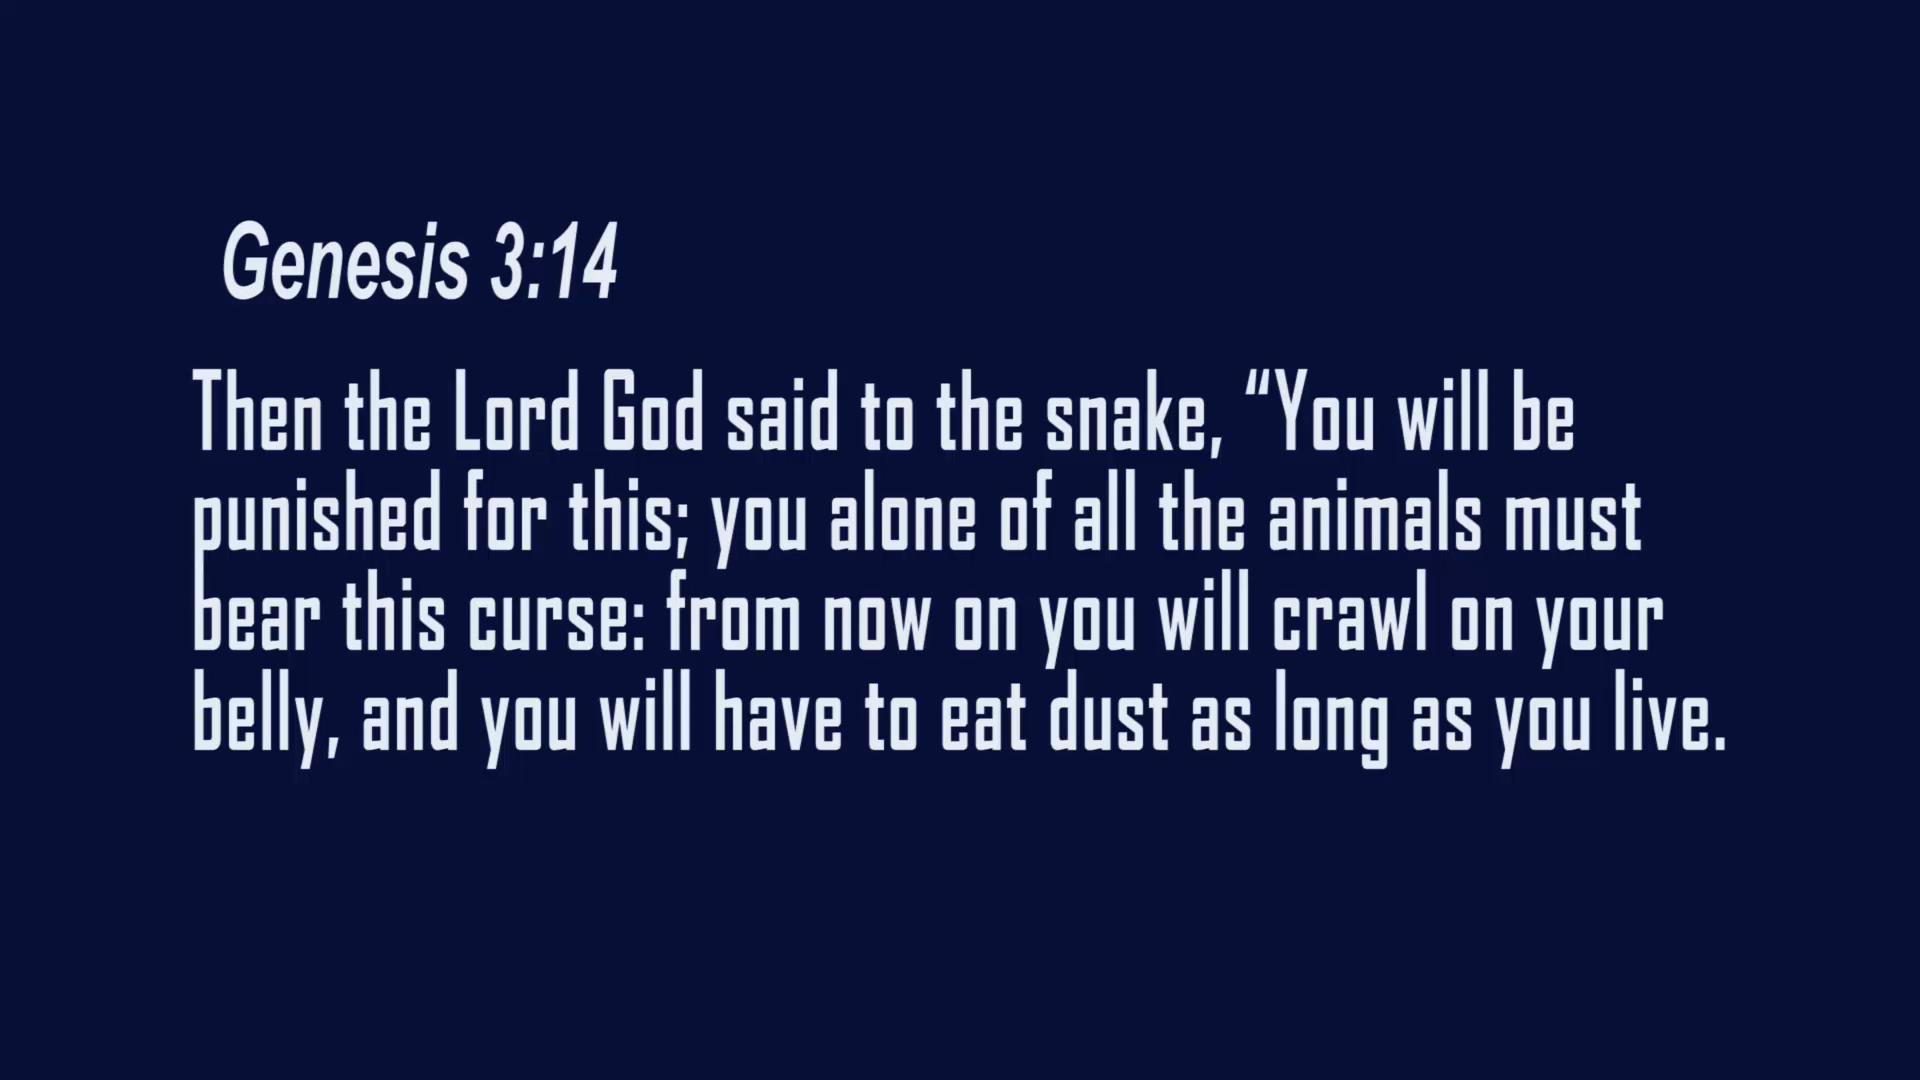 Genesis 3:14
Then the Lord God said to the snake, “You will be
punished for this; you alone of all the animals must
bear this curse: from now on you will crawl on your
belly, and you will have to eat dust as long as you live.